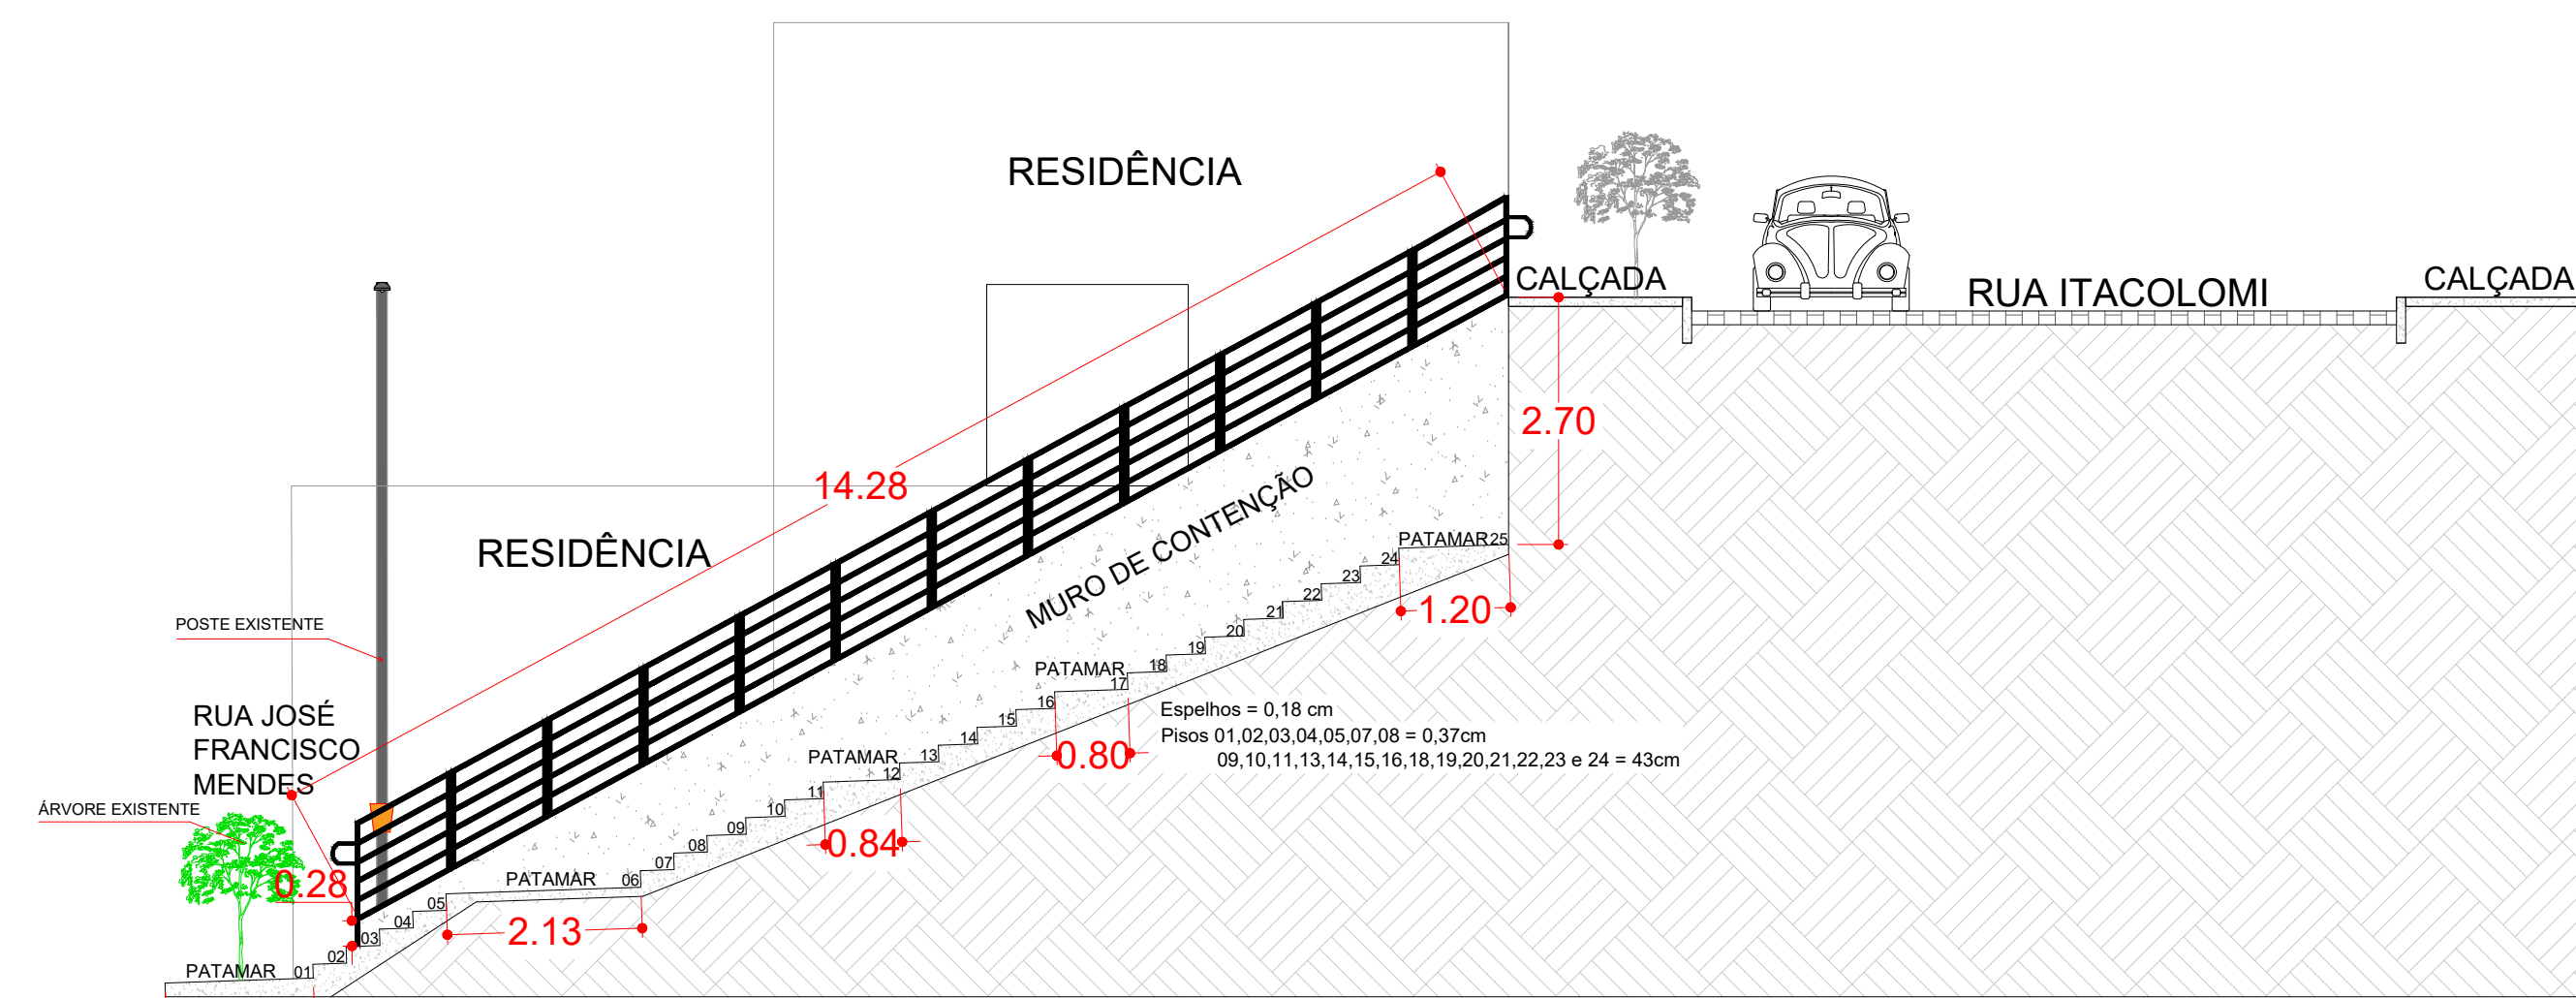 RESIDÊNCIA
CALÇADA
RUA ITACOLOMI
CALÇADA
2.70
14.28
MURO DE CONTENÇÃO
RESIDÊNCIA
PATAMAR 25
24
23
22
21
20
19
18
1.20
POSTE EXISTENTE
PATAMAR
17
16
15
14
13
0.80
Espelhos = 0,18 cm
Pisos 01,02,03,04,05,07,08 = 0,37cm
09,10,11,13,14,15,16,18,19,20,21,22,23 e 24 = 43cm
RUA JOSÉ
FRANCISCO
MENDES
PATAMAR
12
11
10
09
08
07
0.84
ÁRVORE EXISTENTE
0.28
PATAMAR
06
05
04
03
02
2.13
PATAMAR
01